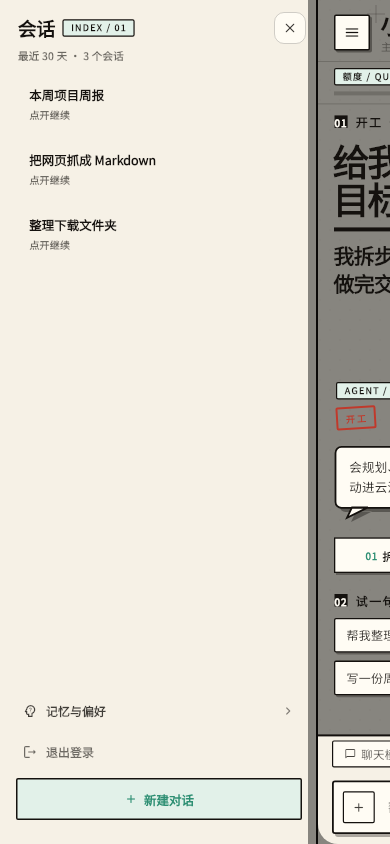 会话 INDEX / 01
最近 30 天 · 3 个会话
本周项目周报
点开继续
把网页抓成 Markdown
点开继续
整理下载文件夹
点开继续
记忆与偏好
退出登录
+ 新建对话
额度 / QU
01 开工
给我
目标
我拆步
做完交
AGENT /
开工
会规划、
动进云
01
02 试一句
帮我整理
写一份周
聊天
+